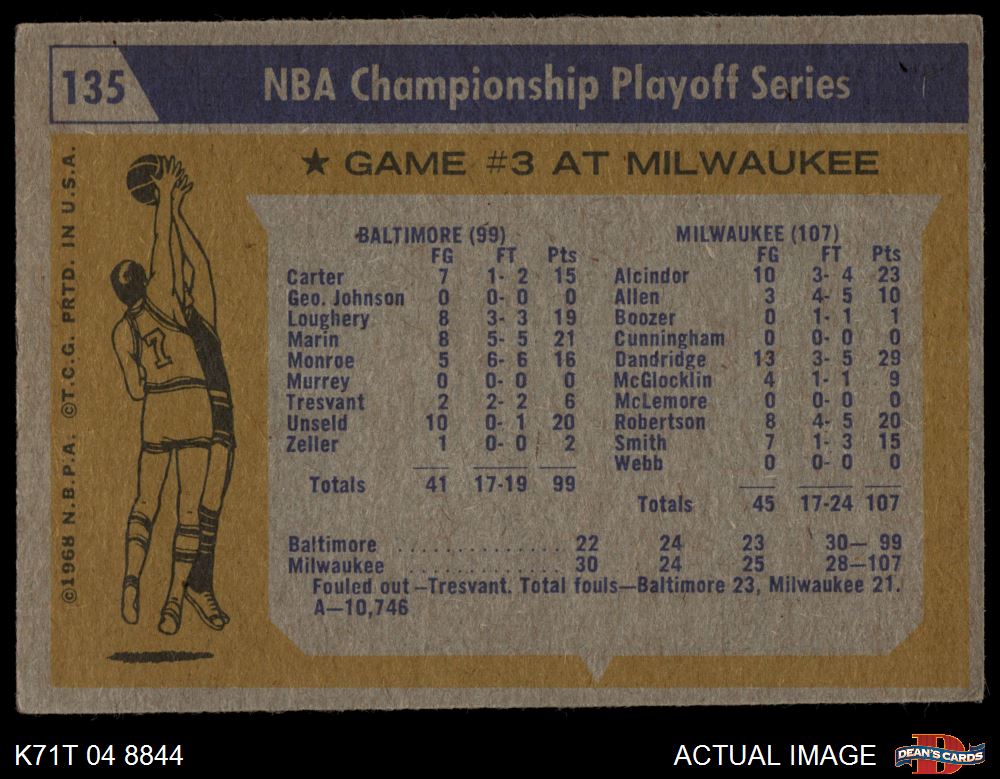 135
NBA Championship Playoff Series
★ GAME #3 AT MILWAUKEE
©1968 N.B.P.A. ©T.C.G. PRTD. IN U.S.A.
1
BALTIMORE (99)
FG FT Pts
Carter 7 1- 2 15
Geo. Johnson 0 0- 0 0
Loughery 8 3- 3 19
Marin 8 5- 5 21
Monroe 5 6- 6 16
Murrey 0 0- 0 0
Tresvant 2 2- 2 6
Unseld 10 0- 1 20
Zeller 1 0- 0 2
Totals 41 17-19 99
MILWAUKEE (107)
FG FT Pts
Alcindor 10 3- 4 23
Allen 3 4- 5 10
Boozer 0 1- 1 1
Cunningham 0 0- 0 0
Dandridge 13 3- 5 29
McGlocklin 4 1- 1 9
McLemore 0 0- 0 0
Robertson 8 4- 5 20
Smith 7 1- 3 15
Webb 0 0- 0 0
Totals 45 17-24 107
Baltimore . . . . . . . . . . . . . . 22 24 23 30— 99
Milwaukee . . . . . . . . . . . . . . 30 24 25 28—107
Fouled out—Tresvant. Total fouls—Baltimore 23, Milwaukee 21.
A—10,746
K71T 04 8844
ACTUAL IMAGE
D
DEAN'S CARDS